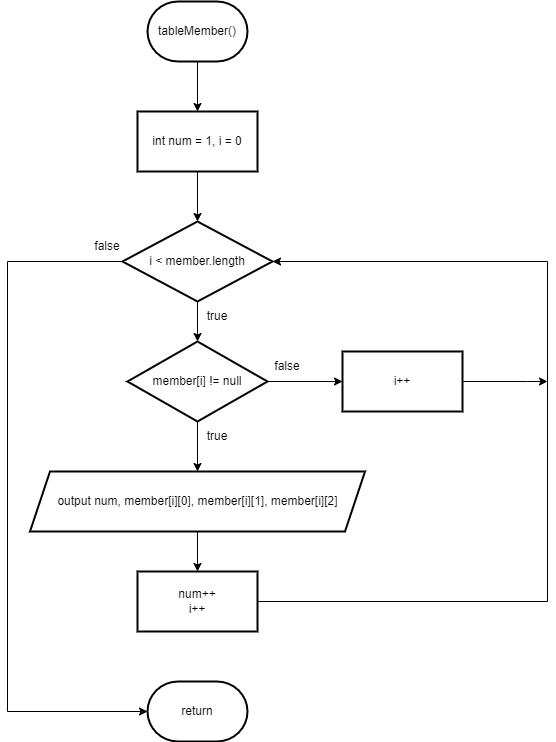 tableMember()
int num = 1, i = 0
false
i < member.length
true
member[i] != null
false
i++
true
output num, member[i][0], member[i][1], member[i][2]
num++
i++
return